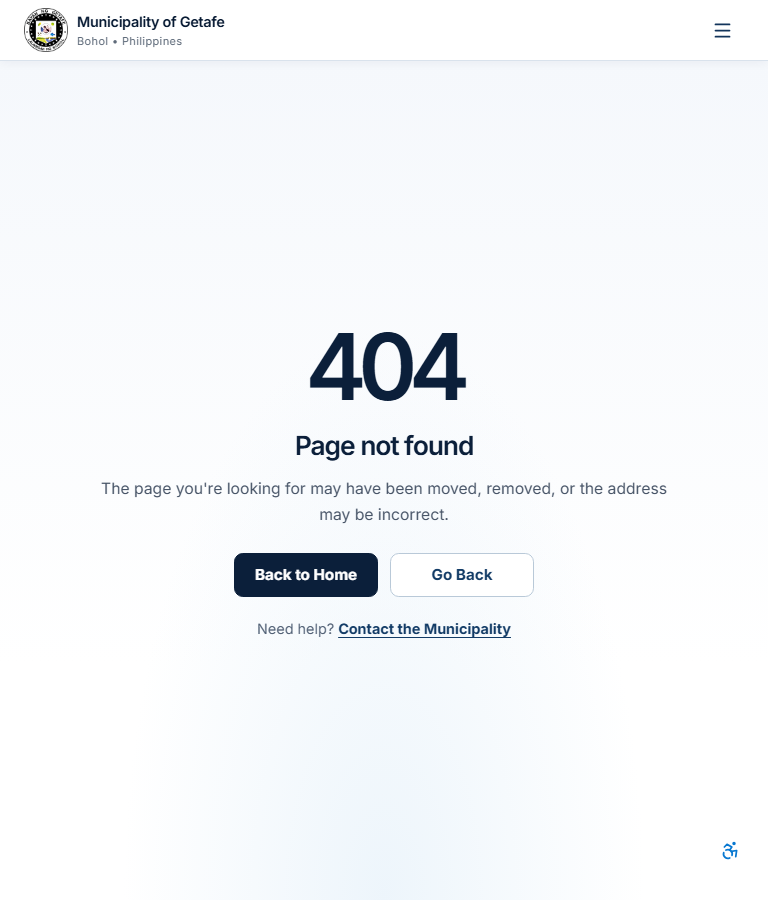 Municipality of Getafe
Bohol • Philippines
404
Page not found
The page you're looking for may have been moved, removed, or the address
may be incorrect.
Back to Home
Go Back
Need help? Contact the Municipality